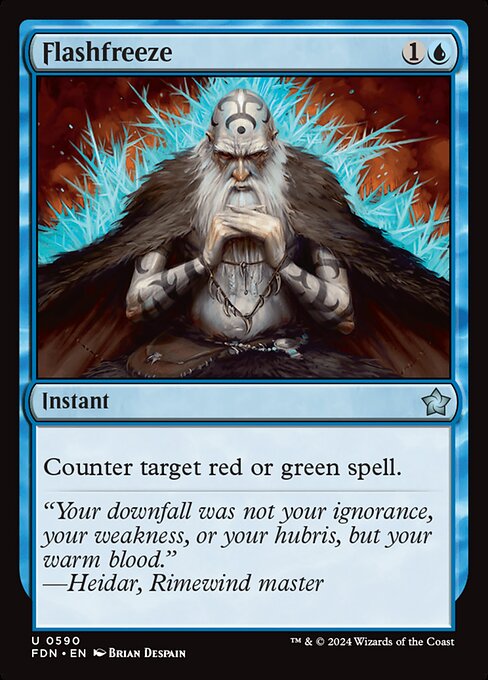 Flashfreeze
1
Instant
Counter target red or green spell.
“Your downfall was not your ignorance,
your weakness, or your hubris, but your
warm blood.”
—Heidar, Rimewind master
U 0590
FDN • EN Brian Despain
™ & © 2024 Wizards of the Coast